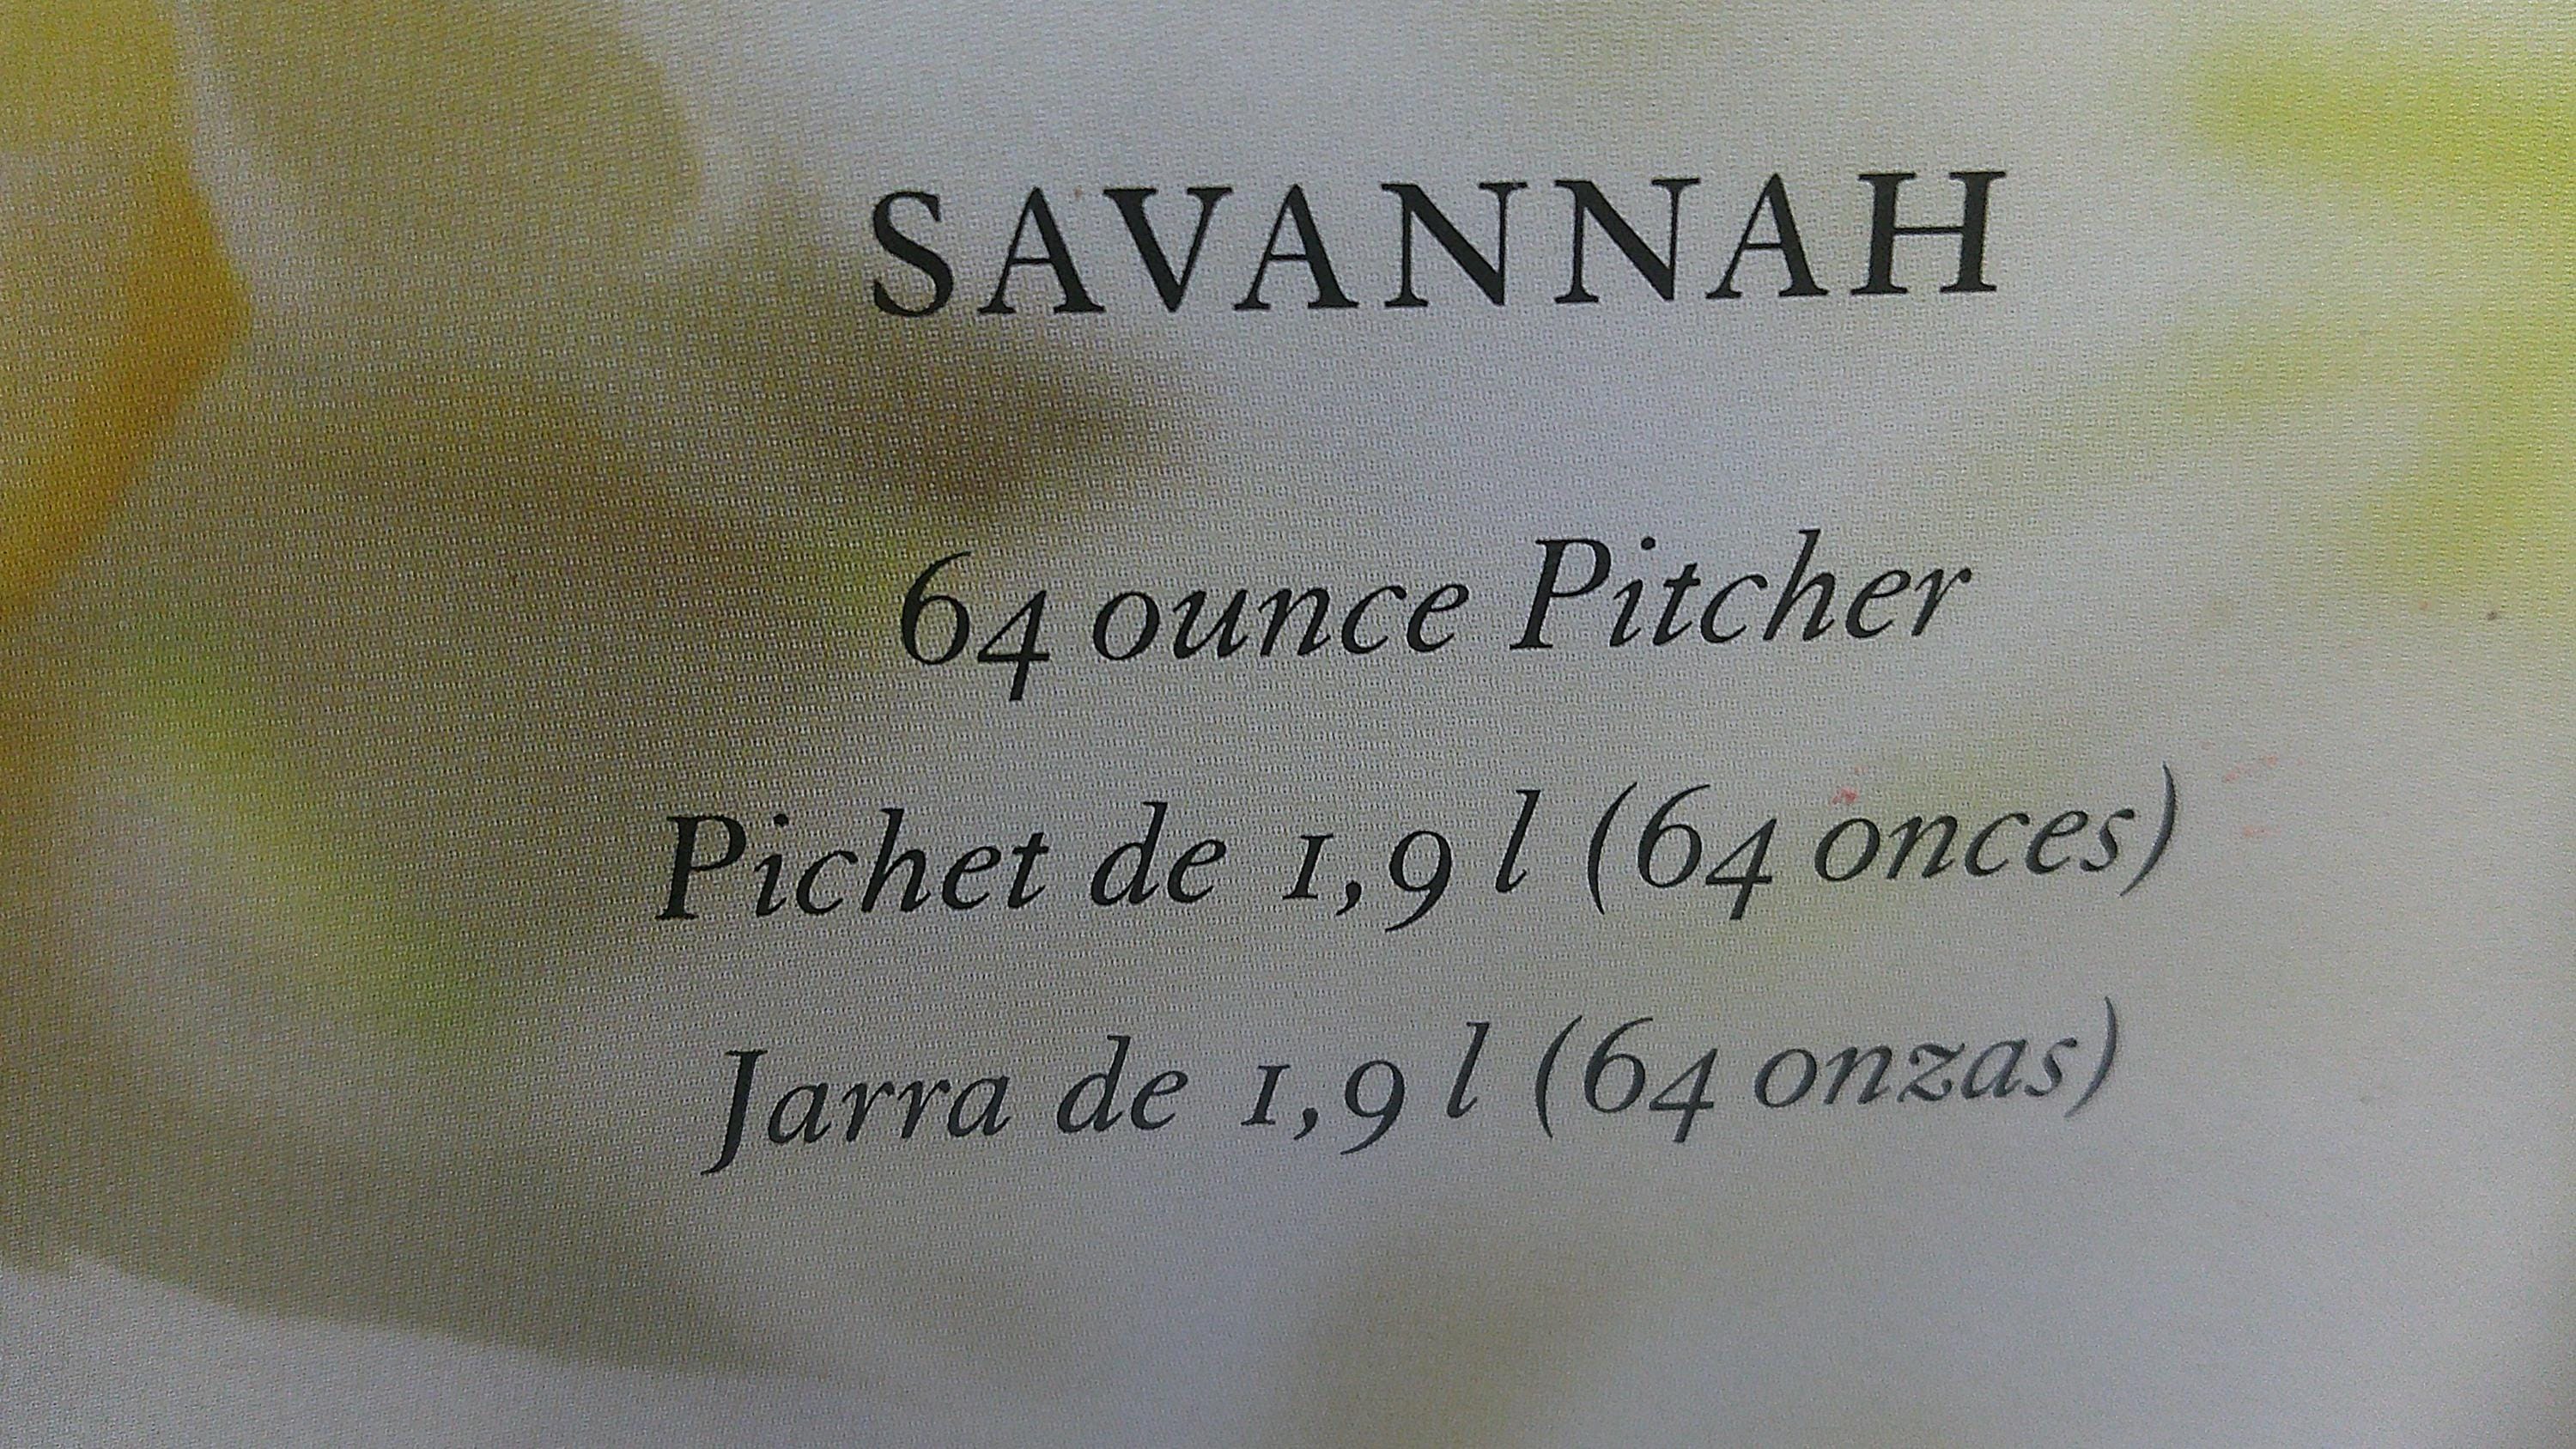 SAVANNAH
64 ounce Pitcher
Pichet de 1,9 l (64 onces)
Jarra de 1,9 l (64 onzas)